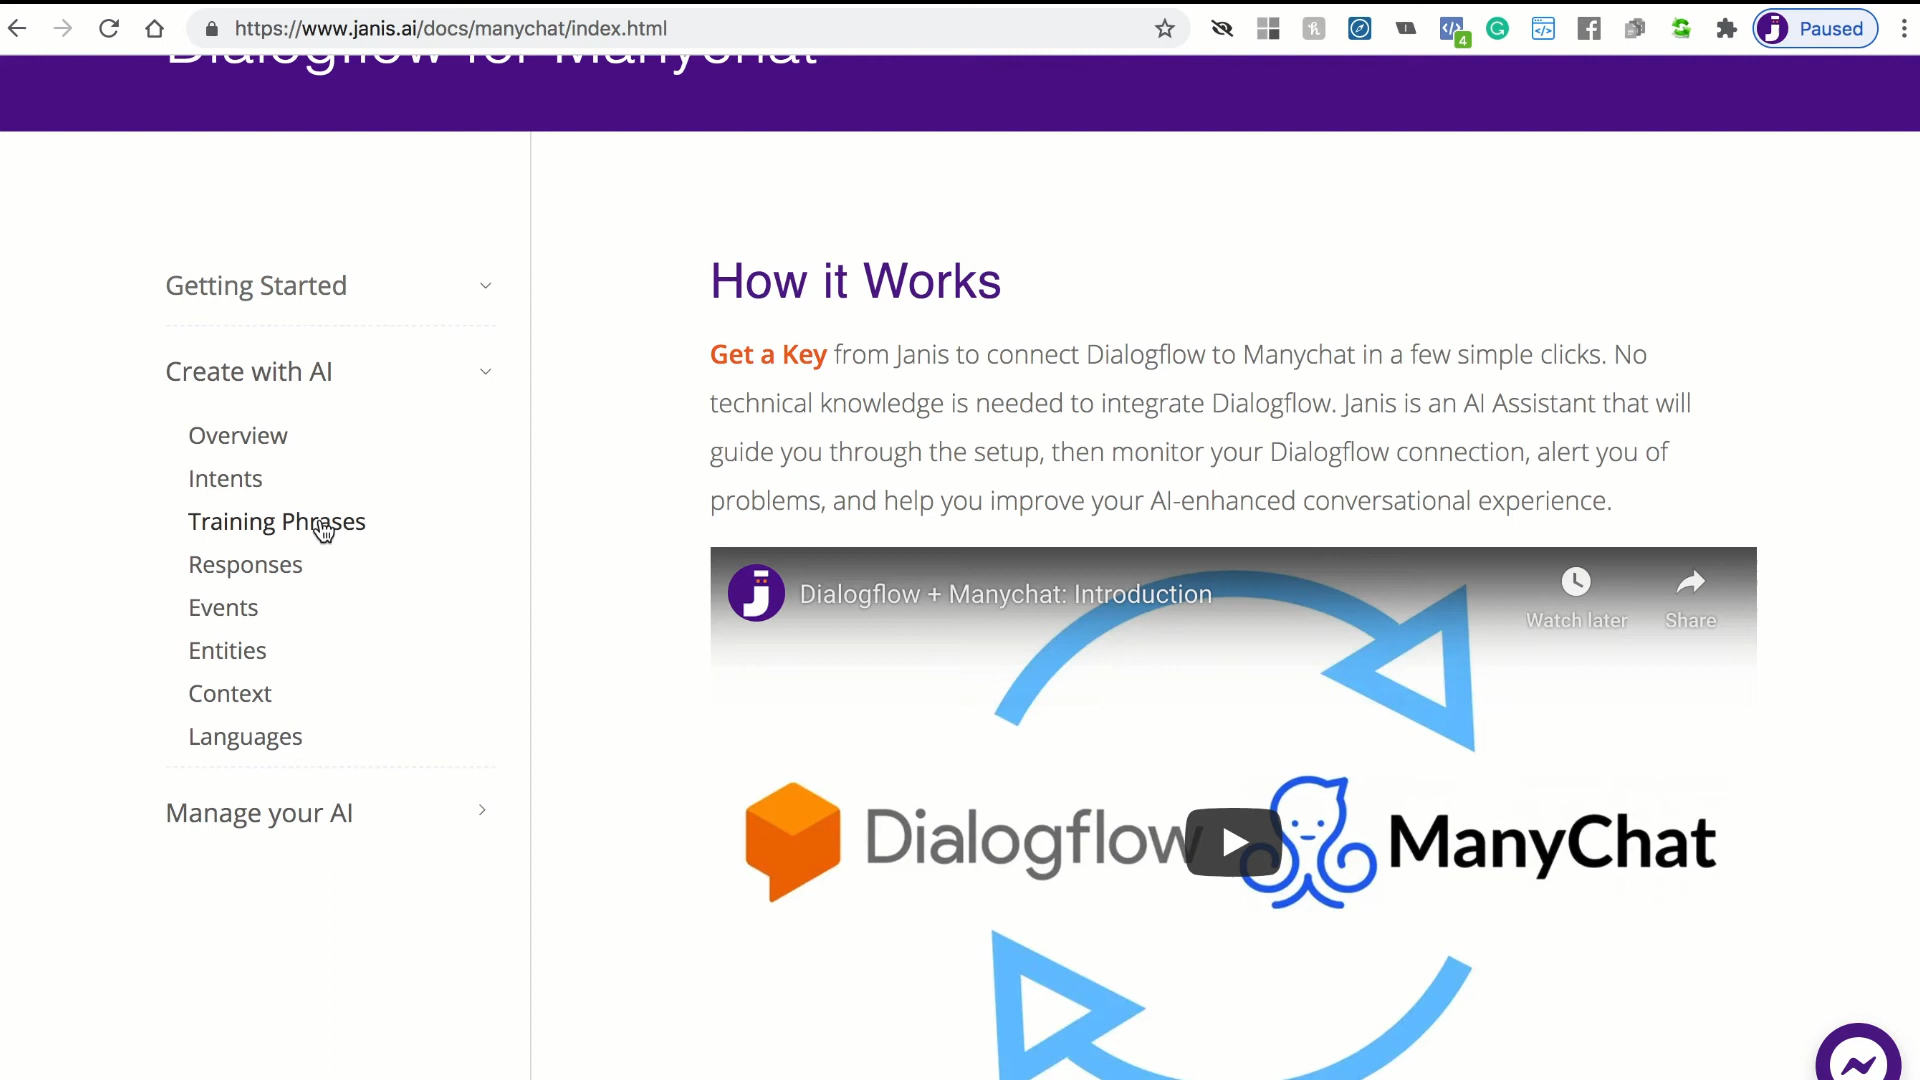 https://www.janis.ai/docs/manychat/index.html
4
Paused
Dialogflow for Manychat
Getting Started
Create with AI
Overview
Intents
Training Phrases
Responses
Events
Entities
Context
Languages
Manage your AI
How it Works
Get a Key from Janis to connect Dialogflow to Manychat in a few simple clicks. No
technical knowledge is needed to integrate Dialogflow. Janis is an AI Assistant that will
guide you through the setup, then monitor your Dialogflow connection, alert you of
problems, and help you improve your AI-enhanced conversational experience.
Dialogflow + Manychat: Introduction
Watch later
Share
Dialogflow
ManyChat